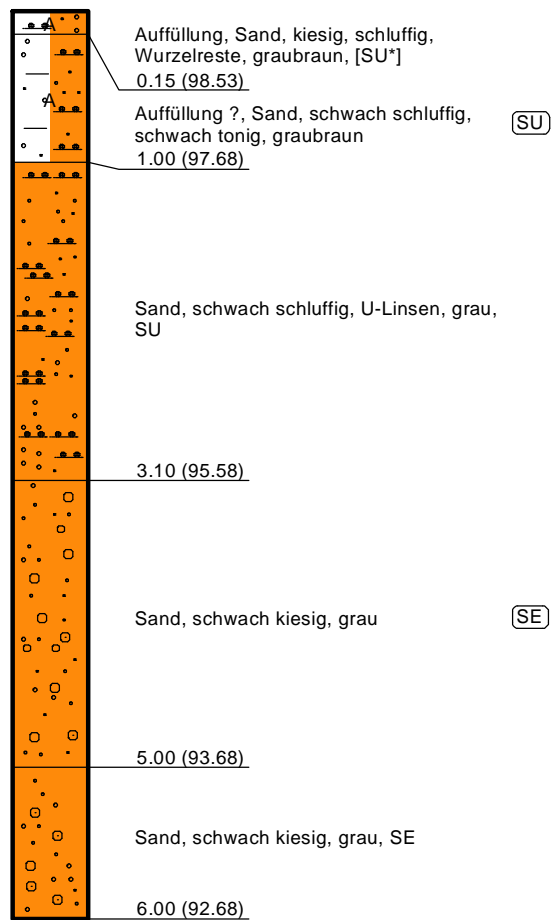 A
Auffüllung, Sand, kiesig, schluffig,
Wurzelreste, graubraun, [SU*]
0.15 (98.53)
A
Auffüllung ?, Sand, schwach schluffig,
schwach tonig, graubraun
SU
1.00 (97.68)
Sand, schwach schluffig, U-Linsen, grau,
SU
3.10 (95.58)
Sand, schwach kiesig, grau
SE
5.00 (93.68)
Sand, schwach kiesig, grau, SE
6.00 (92.68)